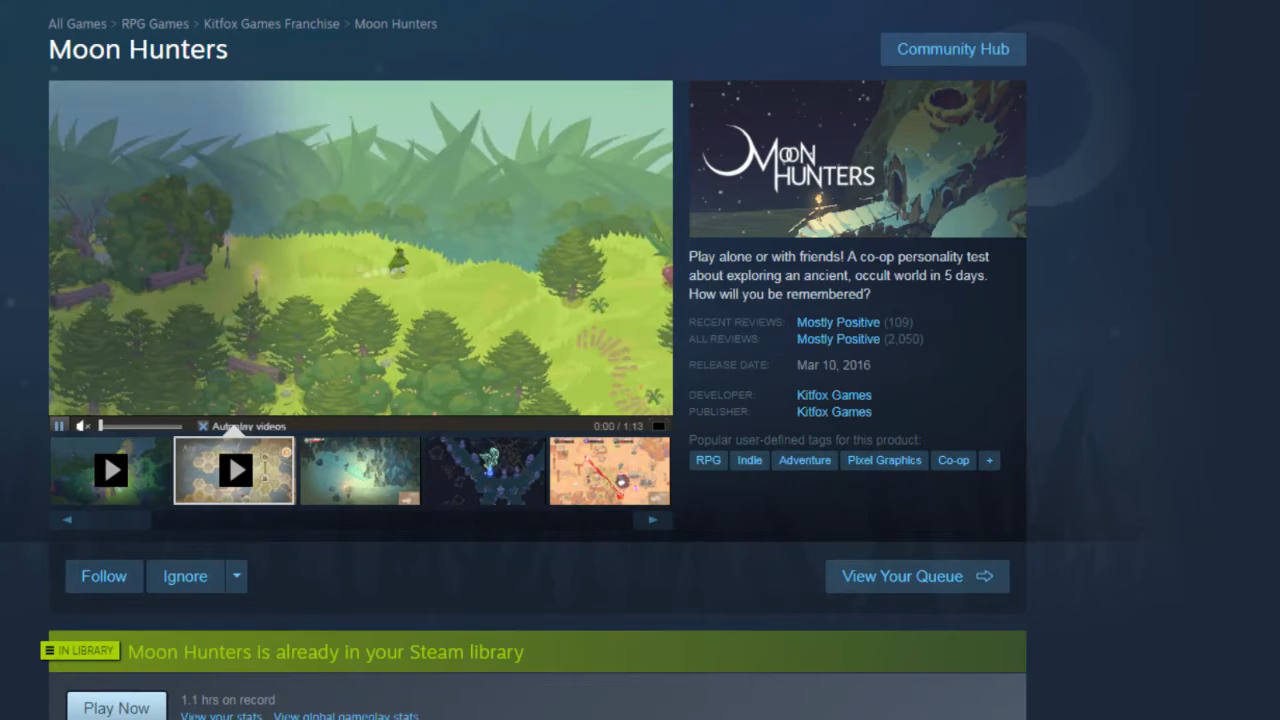 All Games > RPG Games > Kitfox Games Franchise > Moon Hunters
Moon Hunters
Community Hub
MOON
HUNTERS
Play alone or with friends! A co-op personality test
about exploring an ancient, occult world in 5 days.
How will you be remembered?
RECENT REVIEWS: Mostly Positive (109)
ALL REVIEWS: Mostly Positive (2,050)
RELEASE DATE: Mar 10, 2016
DEVELOPER: Kitfox Games
PUBLISHER: Kitfox Games
Popular user-defined tags for this product:
RPG Indie Adventure Pixel Graphics Co-op +
Autoplay videos 0:00 / 1:13
Follow Ignore View Your Queue
IN LIBRARY Moon Hunters is already in your Steam library
Play Now 1.1 hrs on record
View your stats View global gameplay stats